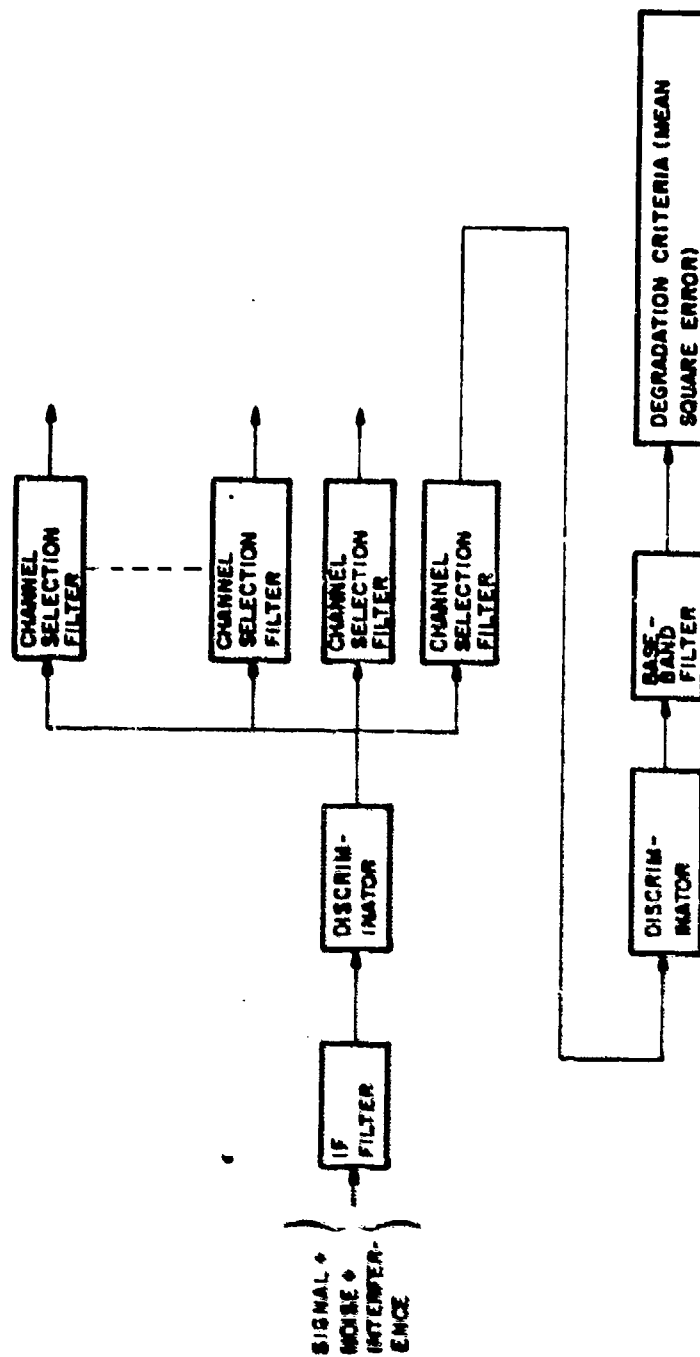 SIGNAL +
NOISE +
INTERFER-
ENCE
IF
FILTER
DISCRIM-
INATOR
CHANNEL
SELECTION
FILTER
CHANNEL
SELECTION
FILTER
CHANNEL
SELECTION
FILTER
CHANNEL
SELECTION
FILTER
DISCRIM-
INATOR
BASE-
BAND
FILTER
DEGRADATION CRITERIA (MEAN
SQUARE ERROR)